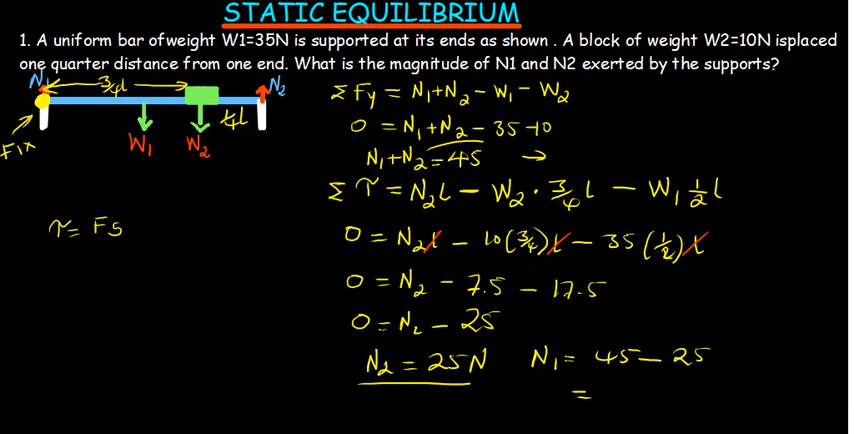 STATIC EQUILIBRIUM
1. A uniform bar ofweight W1=35N is supported at its ends as shown . A block of weight W2=10N isplaced
one quarter distance from one end. What is the magnitude of N1 and N2 exerted by the supports?
N₁ 3/4 L N₂
Fix W₁ W₂ 1/4 L
Σ Fy = N₁+N₂ - W₁ - W₂
0 = N₁+N₂ - 35 - 10
N₁+N₂ = 45 →
Σ τ = N₂L - W₂ · 3/4 L - W₁ 1/2 L
τ = FS
0 = N₂L - 10(3/4)L - 35(1/2)L
0 = N₂ - 7.5 - 17.5
0 = N₂ - 25
N₂ = 25N N₁ = 45 - 25
=